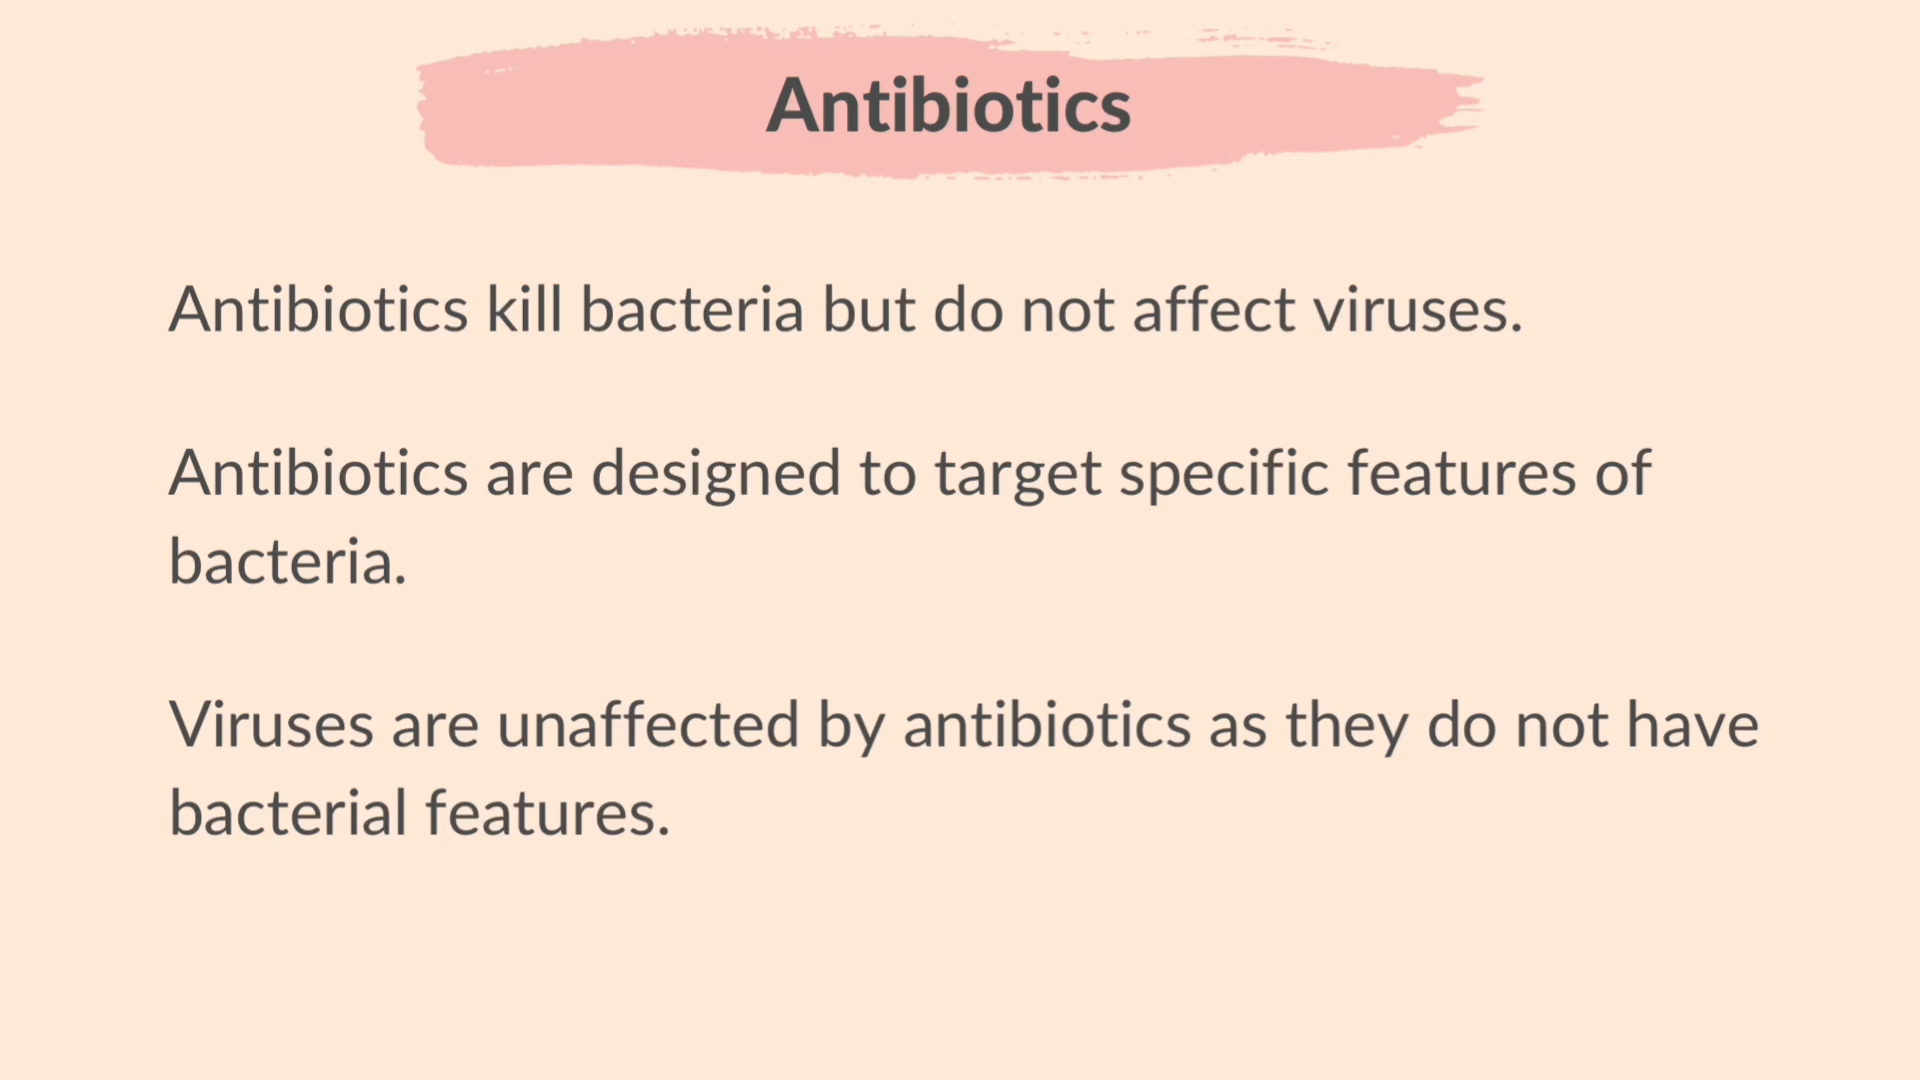 Antibiotics
Antibiotics kill bacteria but do not affect viruses.
Antibiotics are designed to target specific features of
bacteria.
Viruses are unaffected by antibiotics as they do not have
bacterial features.